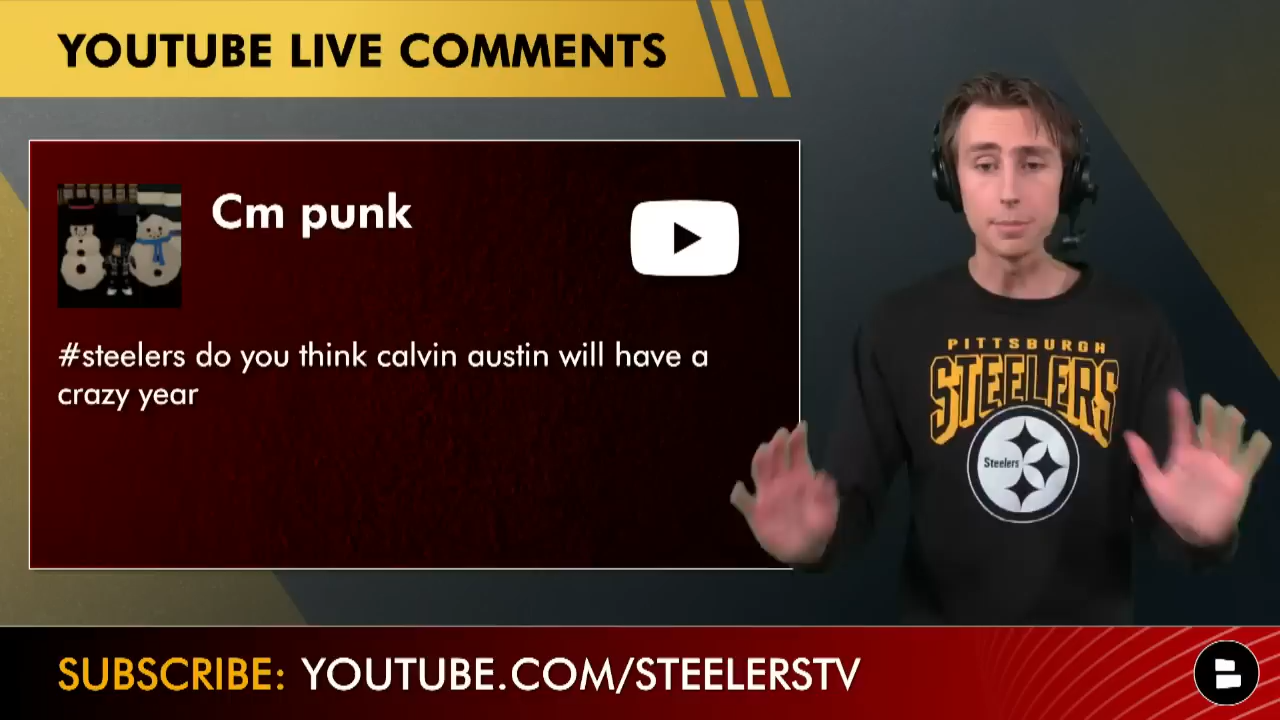 YOUTUBE LIVE COMMENTS
Cm punk
#steelers do you think calvin austin will have a
crazy year
PITTSBURGH
STEELERS
Steelers
SUBSCRIBE: YOUTUBE.COM/STEELERSTV